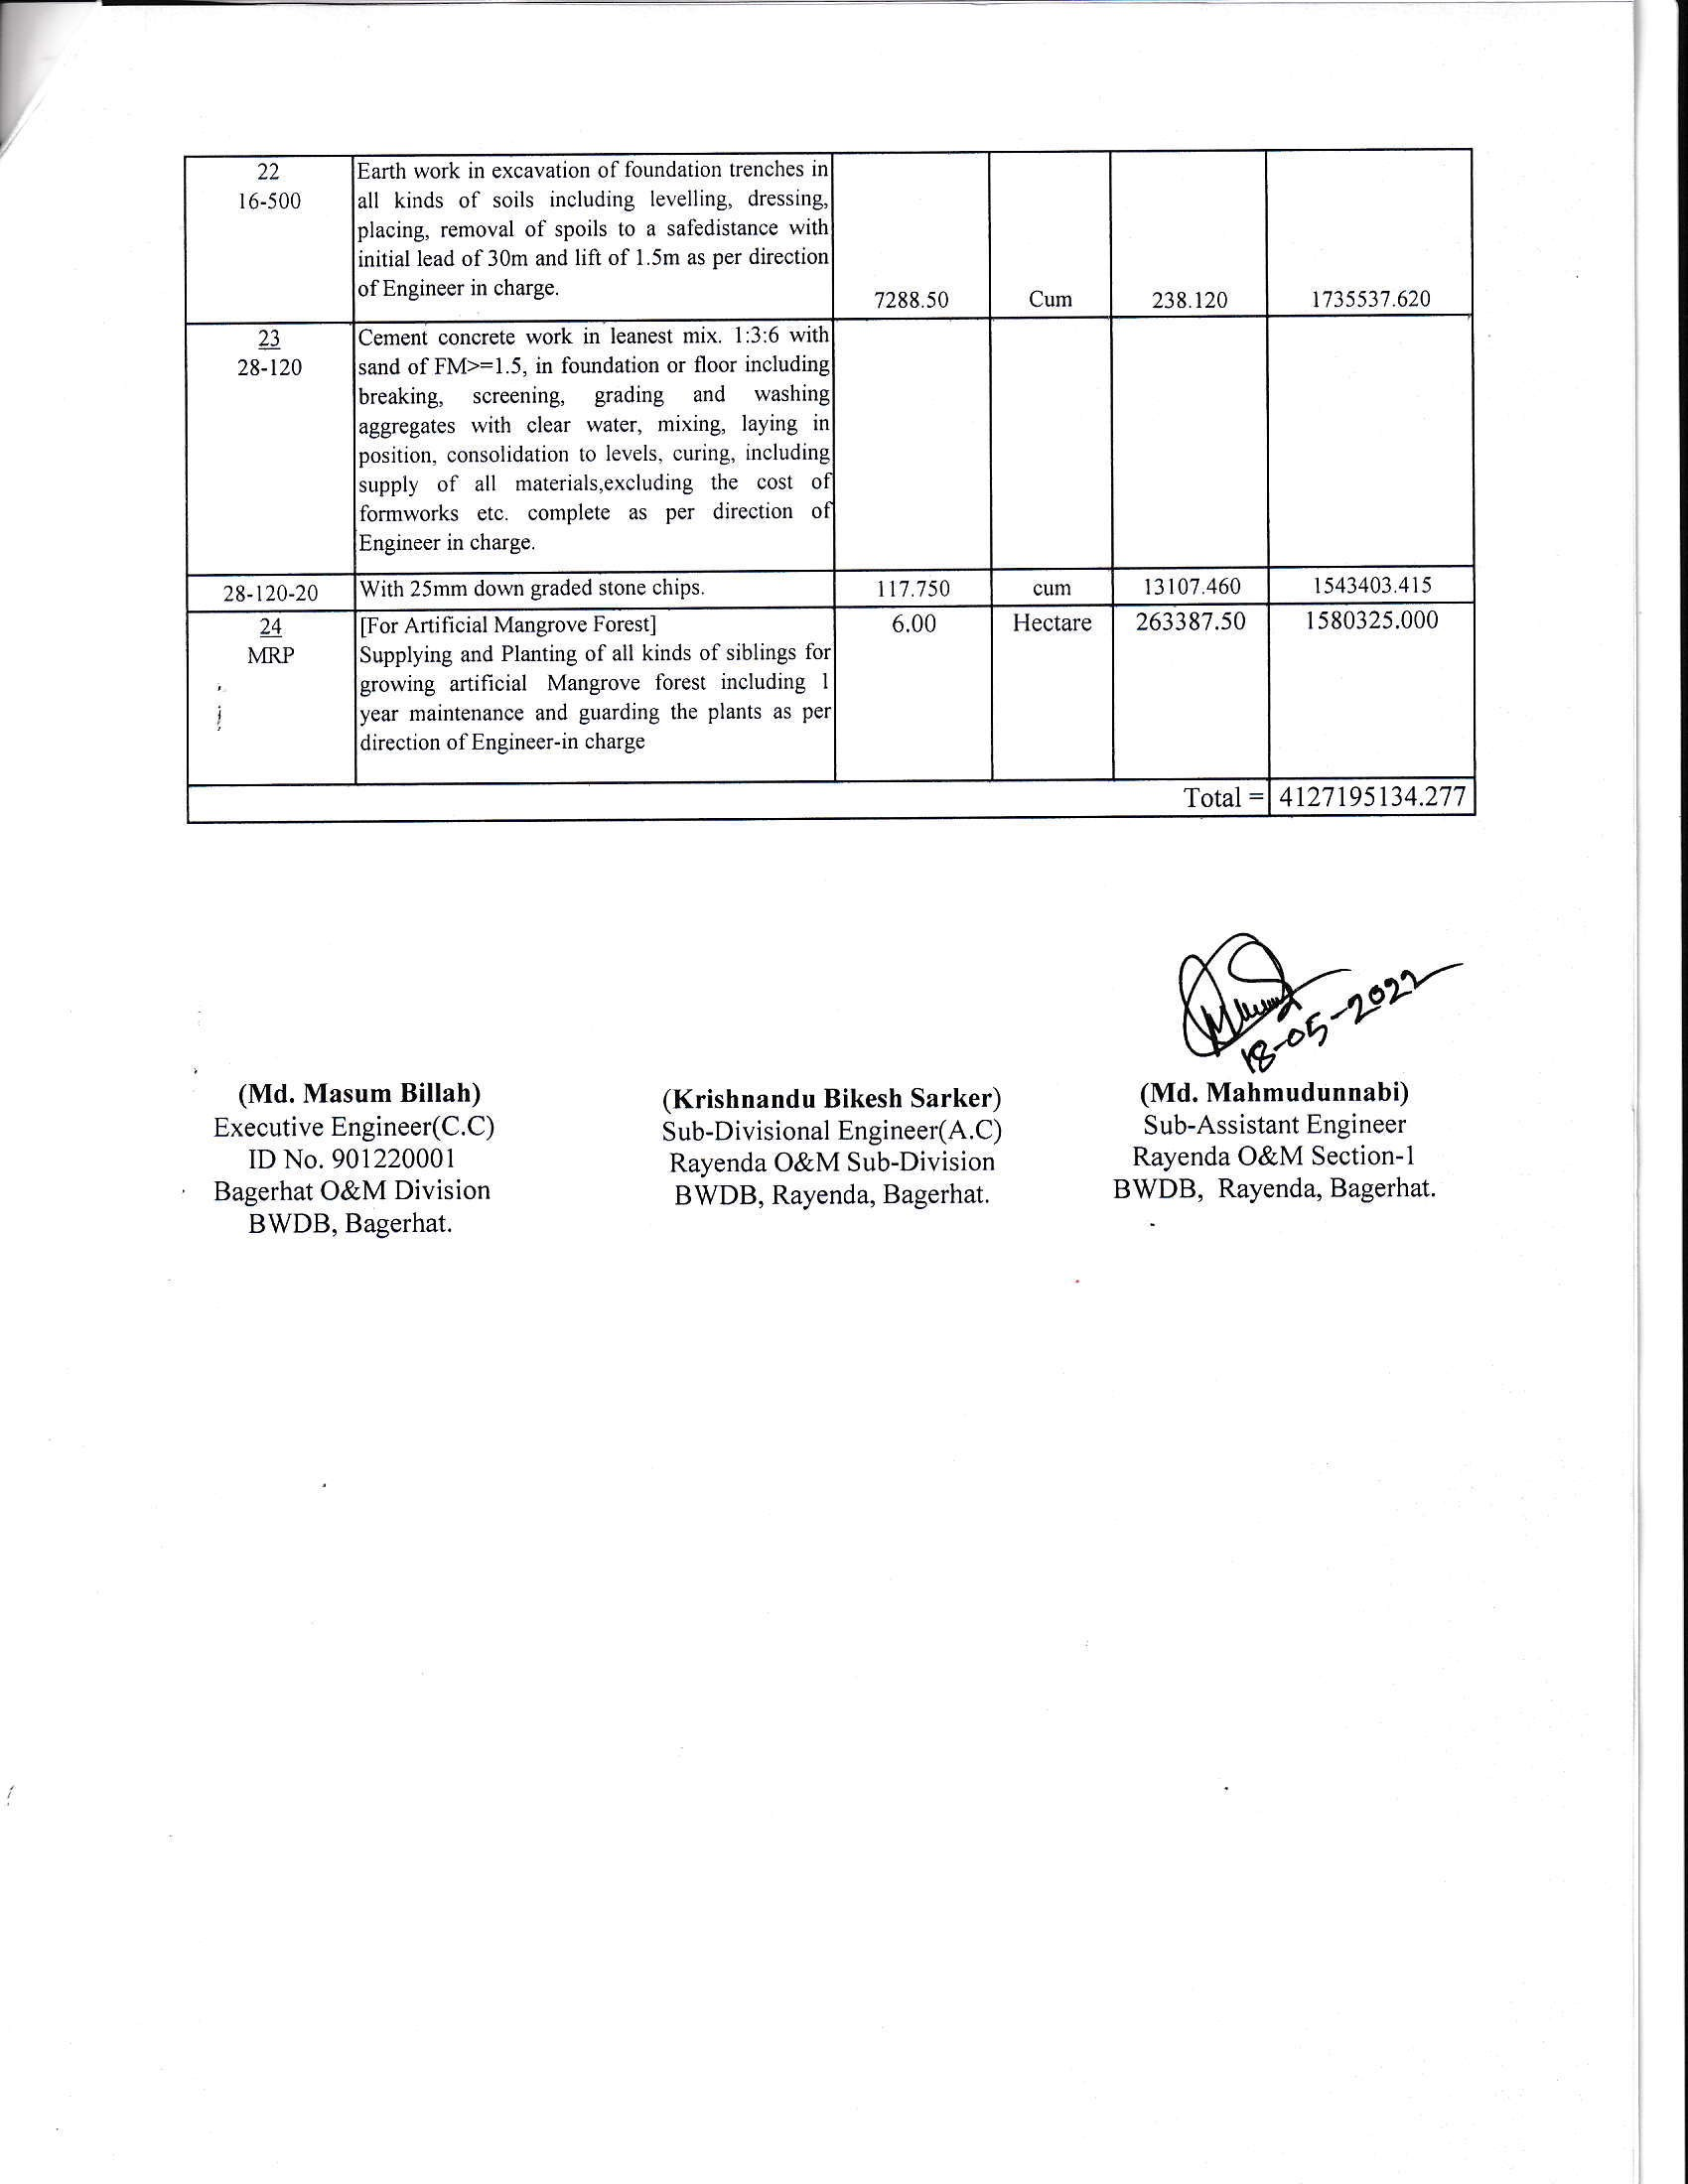 22
16-500
Earth work in excavation of foundation trenches in
all kinds of soils including levelling, dressing,
placing, removal of spoils to a safedistance with
initial lead of 30m and lift of 1.5m as per direction
of Engineer in charge.
7288.50 Cum 238.120 1735537.620
23
28-120
Cement concrete work in leanest mix. 1:3:6 with
sand of FM>=1.5, in foundation or floor including
breaking, screening, grading and washing
aggregates with clear water, mixing, laying in
position, consolidation to levels, curing, including
supply of all materials,excluding the cost of
formworks etc. complete as per direction of
Engineer in charge.
28-120-20 With 25mm down graded stone chips. 117.750 cum 13107.460 1543403.415
24
MRP
[For Artificial Mangrove Forest] 6.00 Hectare 263387.50 1580325.000
Supplying and Planting of all kinds of siblings for
growing artificial Mangrove forest including 1
year maintenance and guarding the plants as per
direction of Engineer-in charge
Total = 4127195134.277
18-05-2022
(Md. Masum Billah)
Executive Engineer(C.C)
ID No. 901220001
Bagerhat O&M Division
BWDB, Bagerhat.
(Krishnandu Bikesh Sarker)
Sub-Divisional Engineer(A.C)
Rayenda O&M Sub-Division
BWDB, Rayenda, Bagerhat.
(Md. Mahmudunnabi)
Sub-Assistant Engineer
Rayenda O&M Section-1
BWDB, Rayenda, Bagerhat.